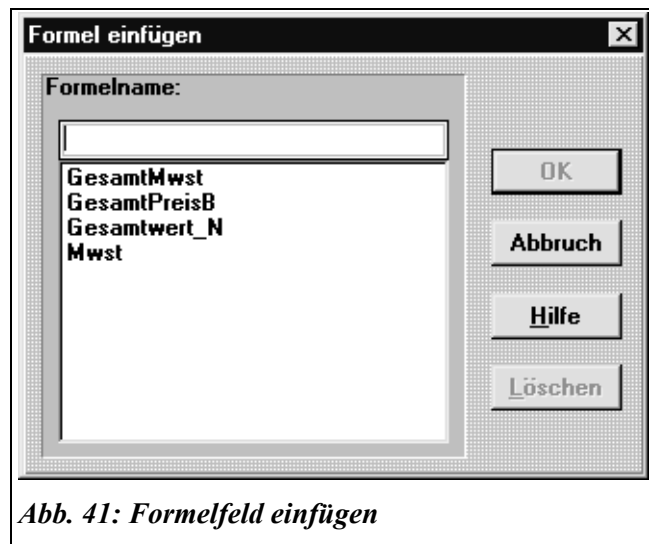 Formel einfügen
Formelname:
GesamtMwst
GesamtPreisB
Gesamtwert_N
Mwst
OK
Abbruch
Hilfe
Löschen
Abb. 41: Formelfeld einfügen